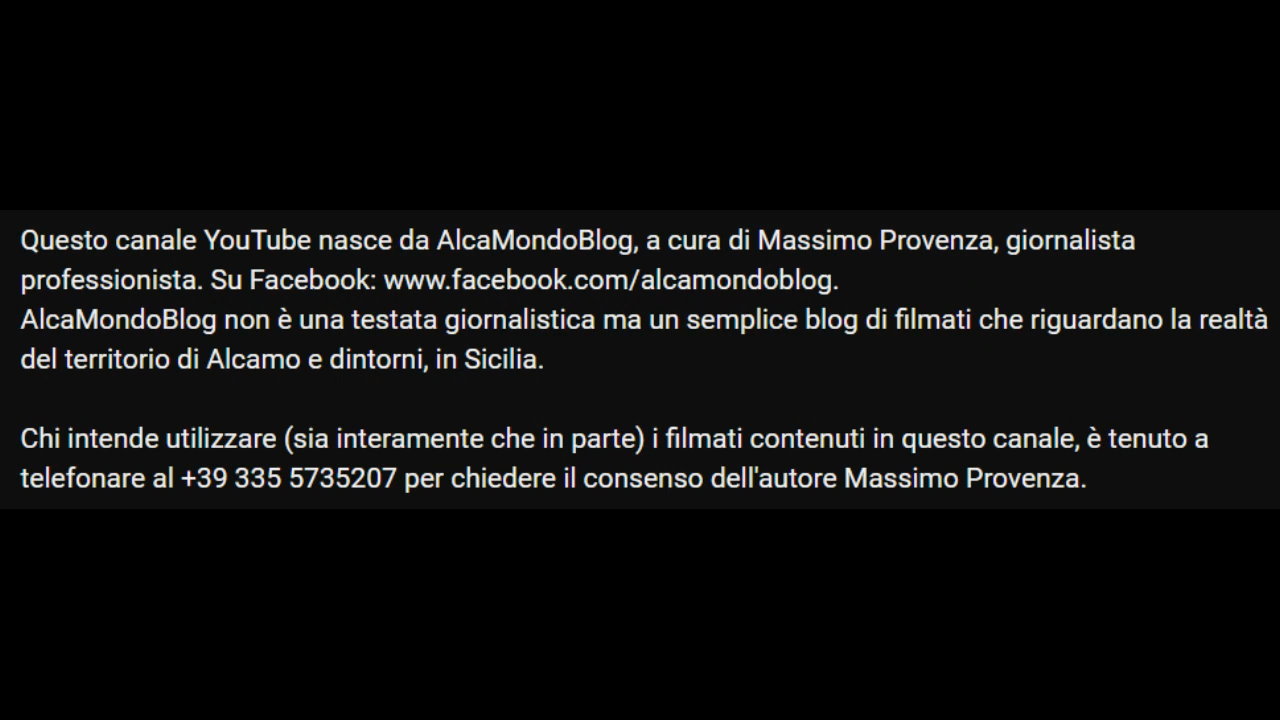 Questo canale YouTube nasce da AlcaMondoBlog, a cura di Massimo Provenza, giornalista
professionista. Su Facebook: www.facebook.com/alcamondoblog.
AlcaMondoBlog non è una testata giornalistica ma un semplice blog di filmati che riguardano la realtà
del territorio di Alcamo e dintorni, in Sicilia.
Chi intende utilizzare (sia interamente che in parte) i filmati contenuti in questo canale, è tenuto a
telefonare al +39 335 5735207 per chiedere il consenso dell'autore Massimo Provenza.